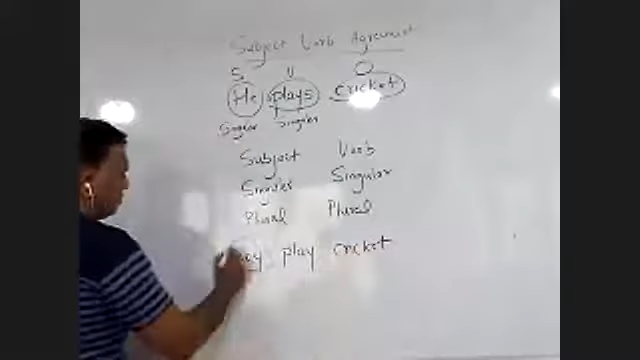 Subject Verb Agreement
S V O
He plays cricket
Singular Singular
Subject Verb
Singular Singular
Plural Plural
play cricket